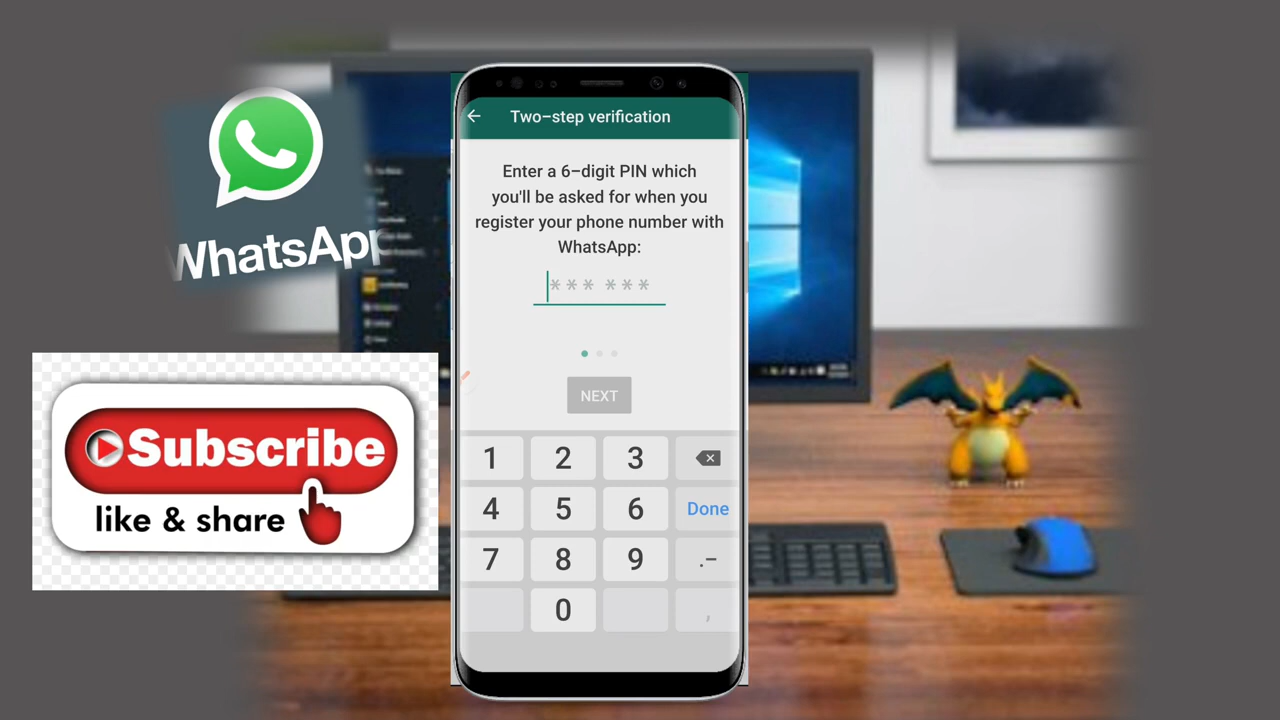 WhatsApp
Subscribe
like & share
Two-step verification
Enter a 6-digit PIN which
you'll be asked for when you
register your phone number with
WhatsApp:
*** ***
NEXT
1 2 3
4 5 6 Done
7 8 9 .-
0 ,